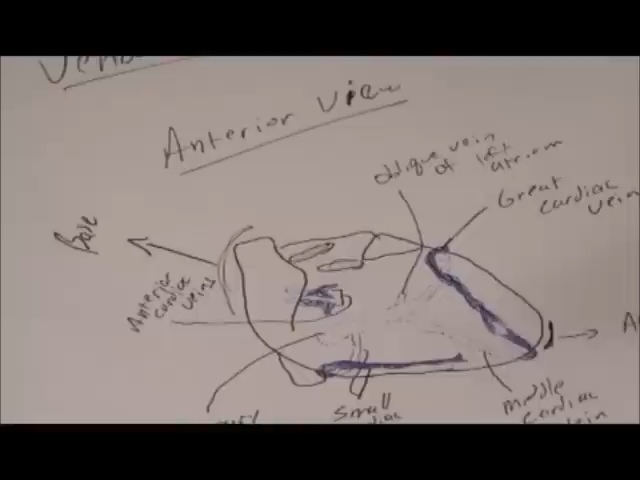 Anterior View
oblique vein
of left
atrium
Great
cardiac
vein
Base
Anterior
cardiac
veins
Small
Middle
cardiac